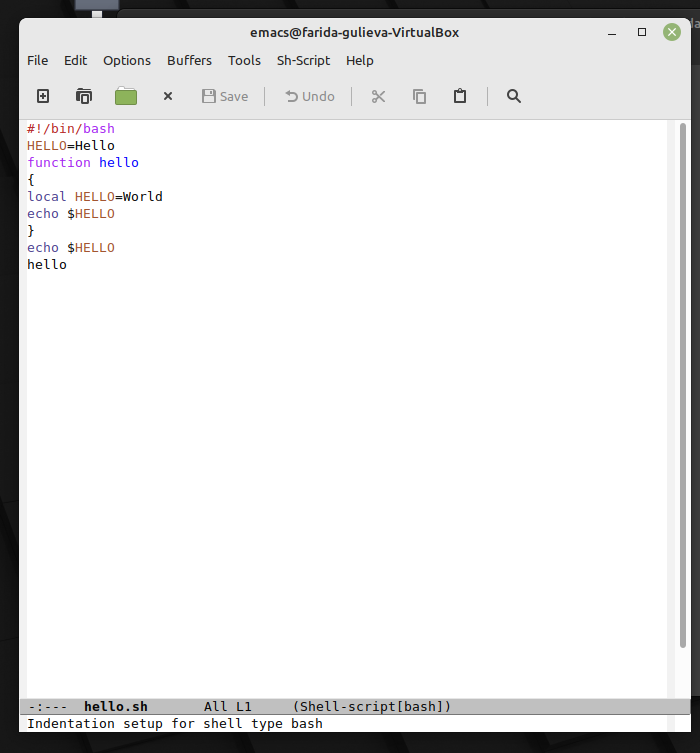 emacs@farida-gulieva-VirtualBox
File Edit Options Buffers Tools Sh-Script Help
Save Undo
#!/bin/bash
HELLO=Hello
function hello
{
local HELLO=World
echo $HELLO
}
echo $HELLO
hello
-:--- hello.sh All L1 (Shell-script[bash])
Indentation setup for shell type bash